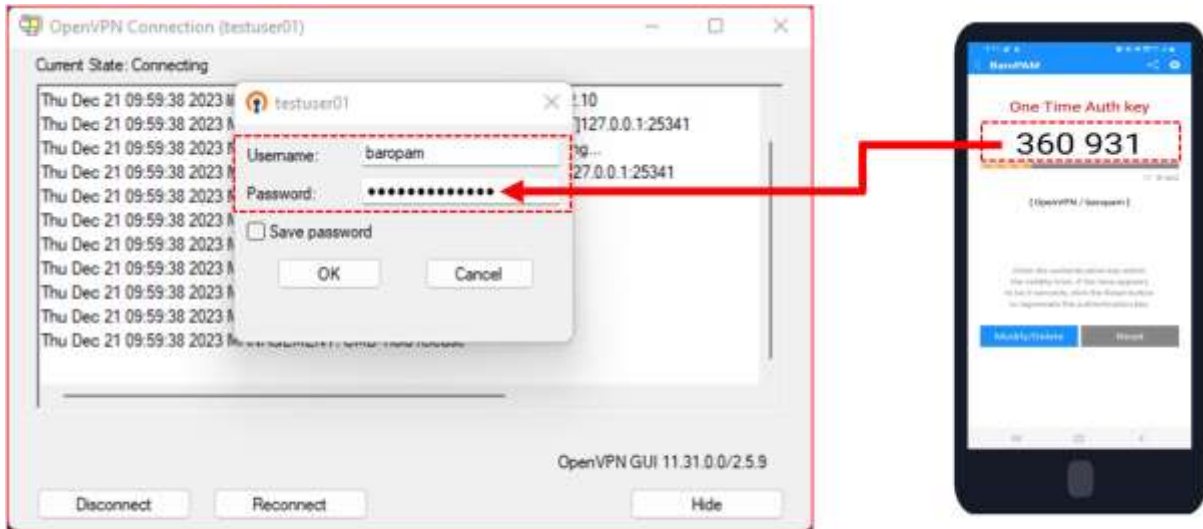 OpenVPN Connection (testuser01)
Current State: Connecting
Thu Dec 21 09:59:38 2023
Thu Dec 21 09:59:38 2023 M 127.0.0.1:25341
Thu Dec 21 09:59:38 2023 M
Thu Dec 21 09:59:38 2023 M 27.0.0.1:25341
Thu Dec 21 09:59:38 2023 M
Thu Dec 21 09:59:38 2023 M
Thu Dec 21 09:59:38 2023 M
Thu Dec 21 09:59:38 2023 M
Thu Dec 21 09:59:38 2023 M
Thu Dec 21 09:59:38 2023 M
Thu Dec 21 09:59:38 2023
testuser01
Username: baropam
Password: •••••••••••••
Save password
OK Cancel
OpenVPN GUI 11.31.0.0/2.5.9
Disconnect Reconnect Hide
BaroPAM
One Time Auth key
360 931
[ OpenVPN / baropam ]
Modify/Delete Reset